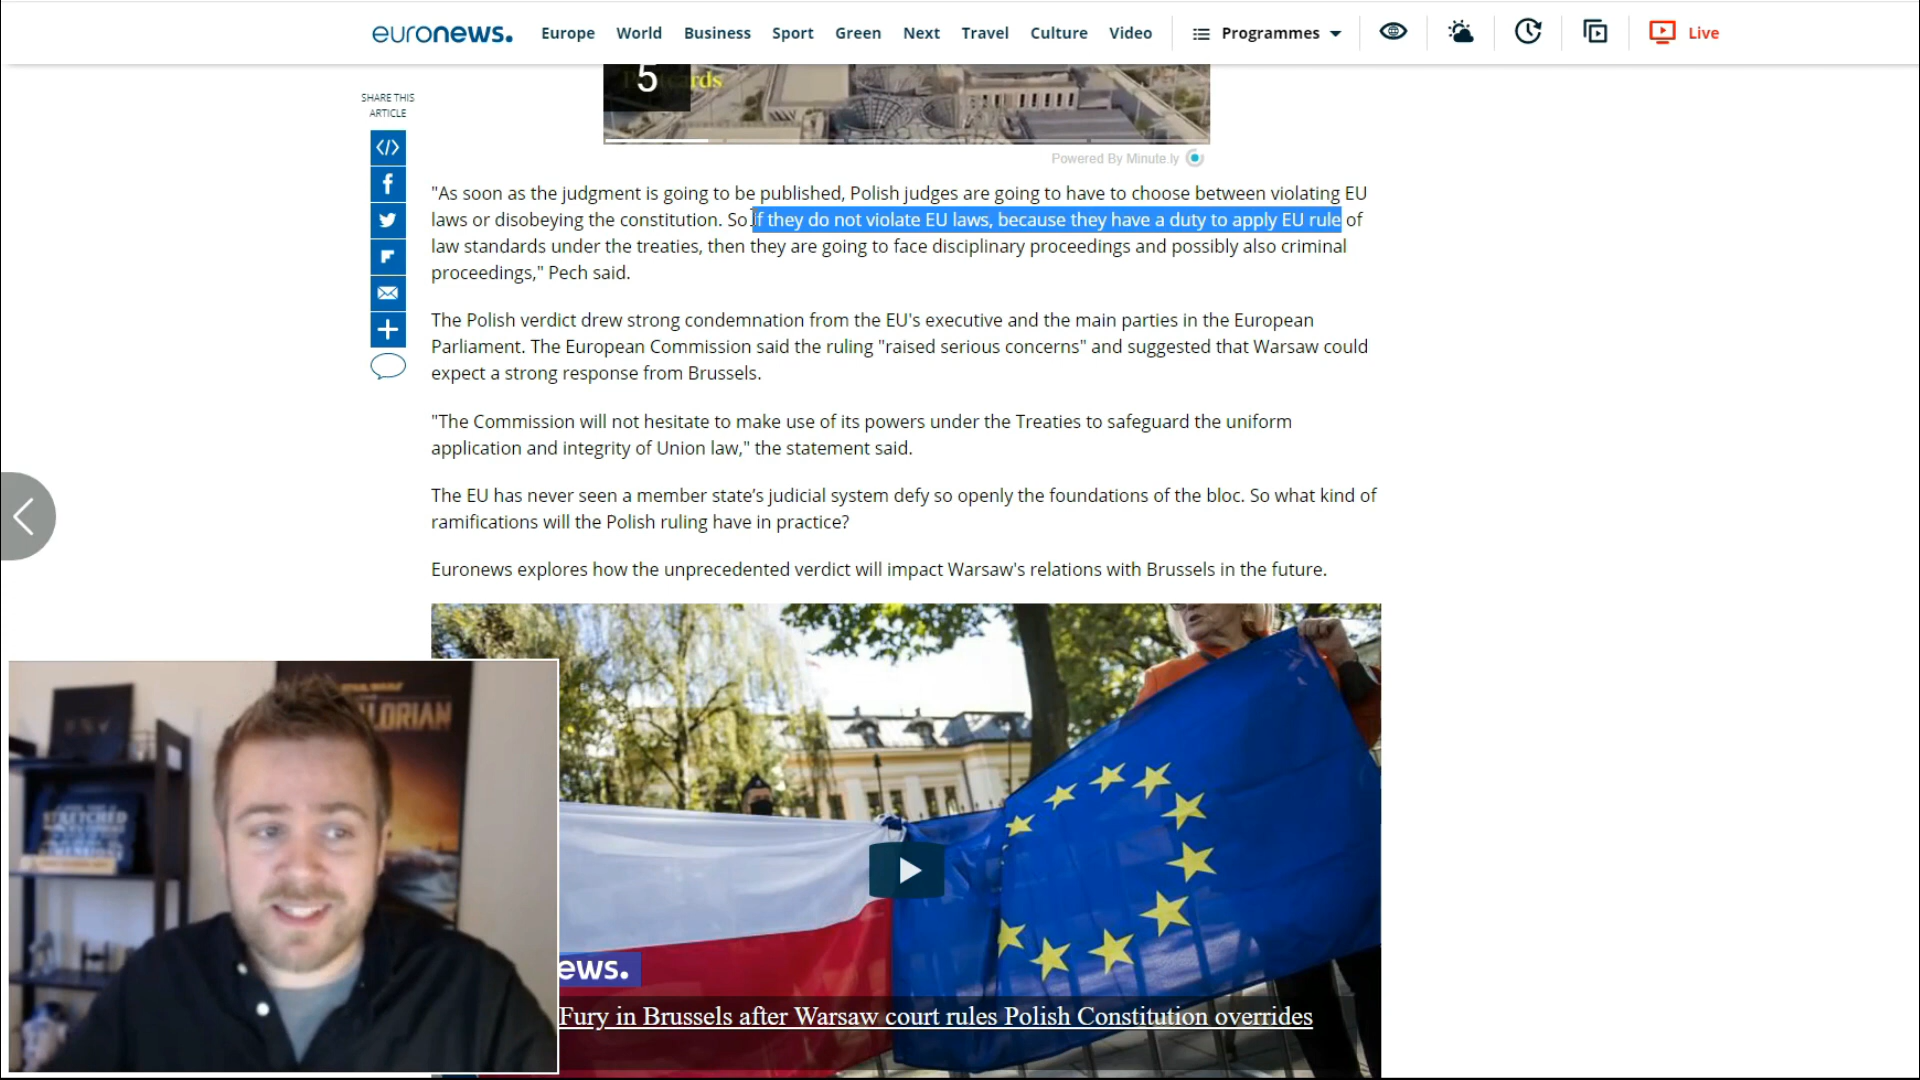 euronews.
Europe World Business Sport Green Next Travel Culture Video Programmes Live
5 cards
SHARE THIS
ARTICLE
Powered By Minute.ly
"As soon as the judgment is going to be published, Polish judges are going to have to choose between violating EU
laws or disobeying the constitution. So if they do not violate EU laws, because they have a duty to apply EU rule of
law standards under the treaties, then they are going to face disciplinary proceedings and possibly also criminal
proceedings," Pech said.
The Polish verdict drew strong condemnation from the EU's executive and the main parties in the European
Parliament. The European Commission said the ruling "raised serious concerns" and suggested that Warsaw could
expect a strong response from Brussels.
"The Commission will not hesitate to make use of its powers under the Treaties to safeguard the uniform
application and integrity of Union law," the statement said.
The EU has never seen a member state’s judicial system defy so openly the foundations of the bloc. So what kind of
ramifications will the Polish ruling have in practice?
Euronews explores how the unprecedented verdict will impact Warsaw's relations with Brussels in the future.
STAR WARS
LORIAN
STRETCHED
ews.
Fury in Brussels after Warsaw court rules Polish Constitution overrides